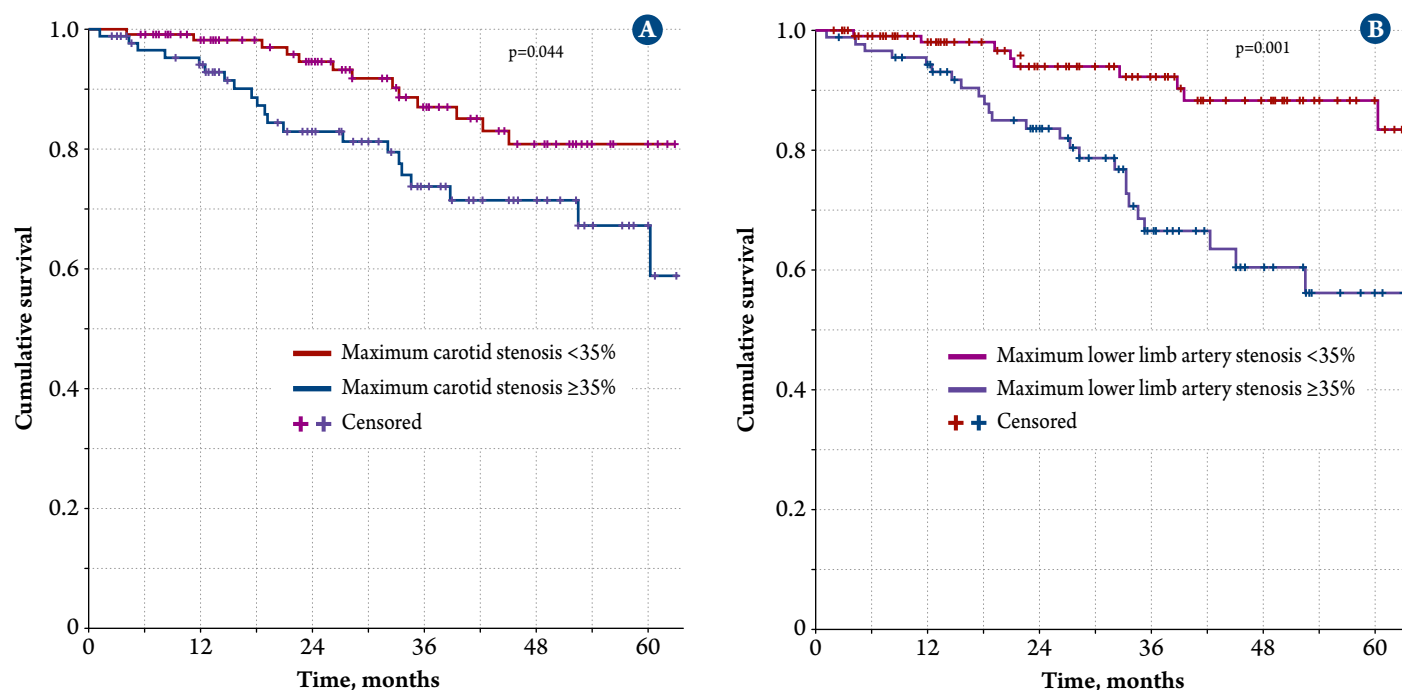 A
p=0.044
Cumulative survival
1.0
0.8
0.6
0.4
0.2
0
Maximum carotid stenosis <35%
Maximum carotid stenosis ≥35%
Censored
0 12 24 36 48 60
Time, months
B
p=0.001
Cumulative survival
1.0
0.8
0.6
0.4
0.2
0
Maximum lower limb artery stenosis <35%
Maximum lower limb artery stenosis ≥35%
Censored
0 12 24 36 48 60
Time, months